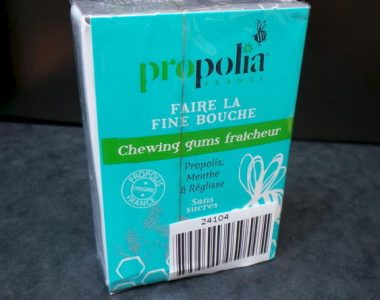 propolia
FRANCE
FAIRE LA
FINE BOUCHE
Chewing gums fraîcheur
Propolis,
Menthe
& Réglisse
Sans
sucres
PROPOLIS
ORIGINE
FRANCE
24104